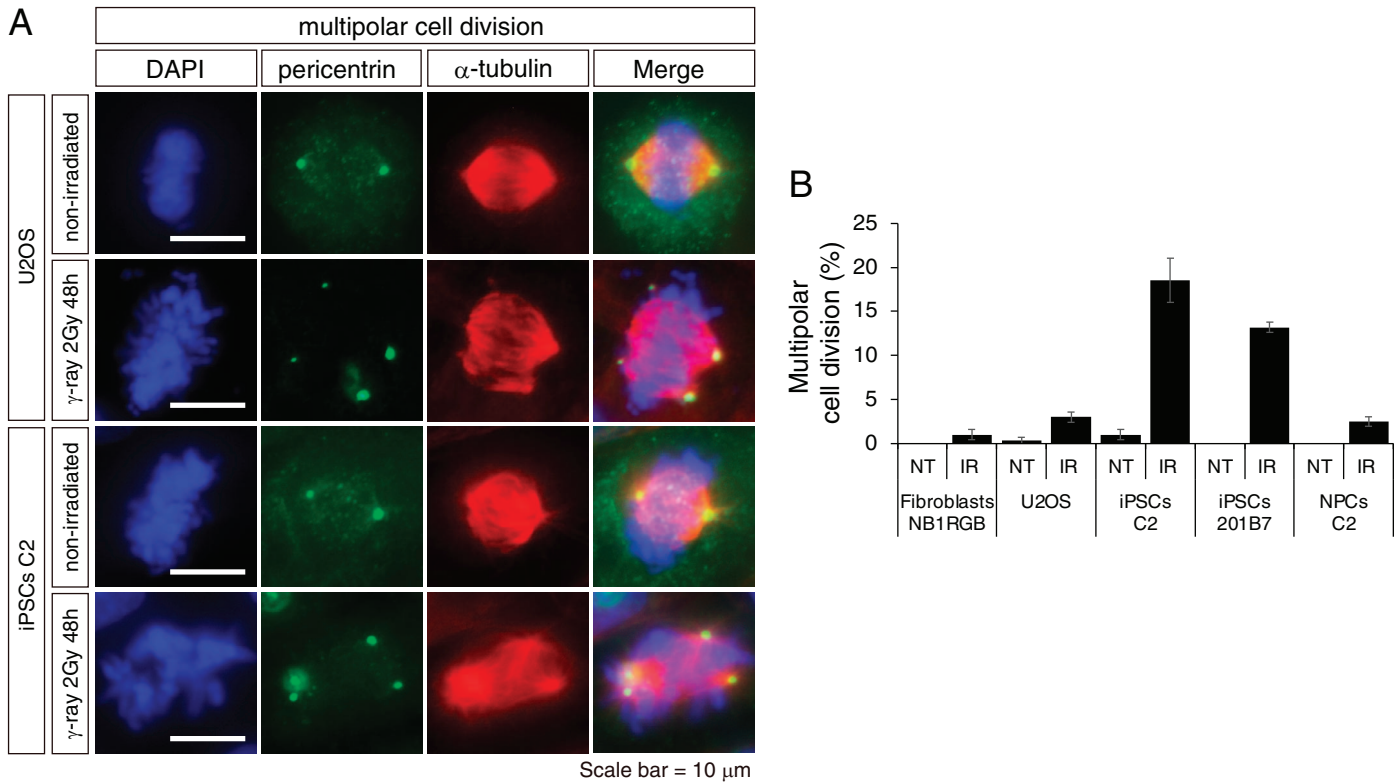 A
multipolar cell division
DAPI pericentrin α-tubulin Merge
U2OS
non-irradiated
γ-ray 2Gy 48h
iPSCs C2
non-irradiated
γ-ray 2Gy 48h
Scale bar = 10 μm
B
Multipolar
cell division (%)
25
20
15
10
5
0
NT IR NT IR NT IR NT IR NT IR
Fibroblasts U2OS iPSCs iPSCs NPCs
NB1RGB C2 201B7 C2